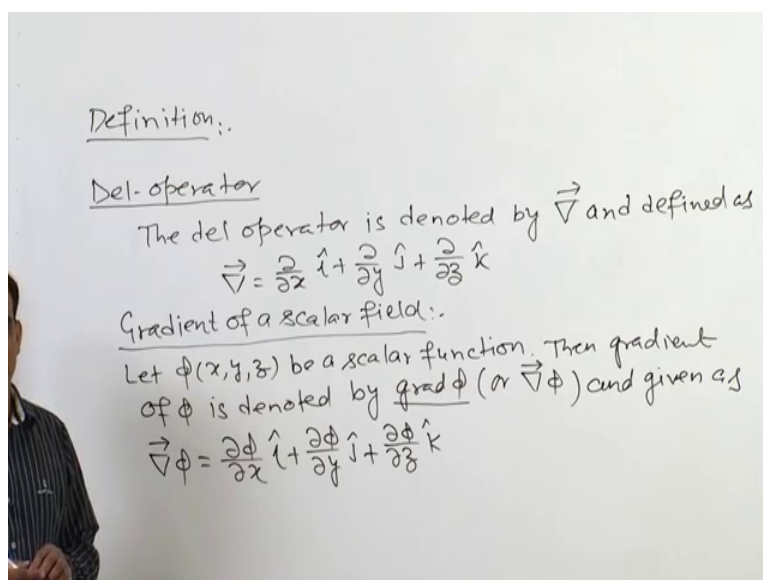 Definition:.
Del-operator
The del operator is denoted by ∇⃗ and defined as
∇⃗ = ∂/∂x î + ∂/∂y ĵ + ∂/∂z k̂
Gradient of a scalar field:.
Let ϕ(x,y,z) be a scalar function. Then gradient
of ϕ is denoted by grad ϕ (or ∇⃗ϕ) and given as
∇⃗ϕ = ∂ϕ/∂x î + ∂ϕ/∂y ĵ + ∂ϕ/∂z k̂